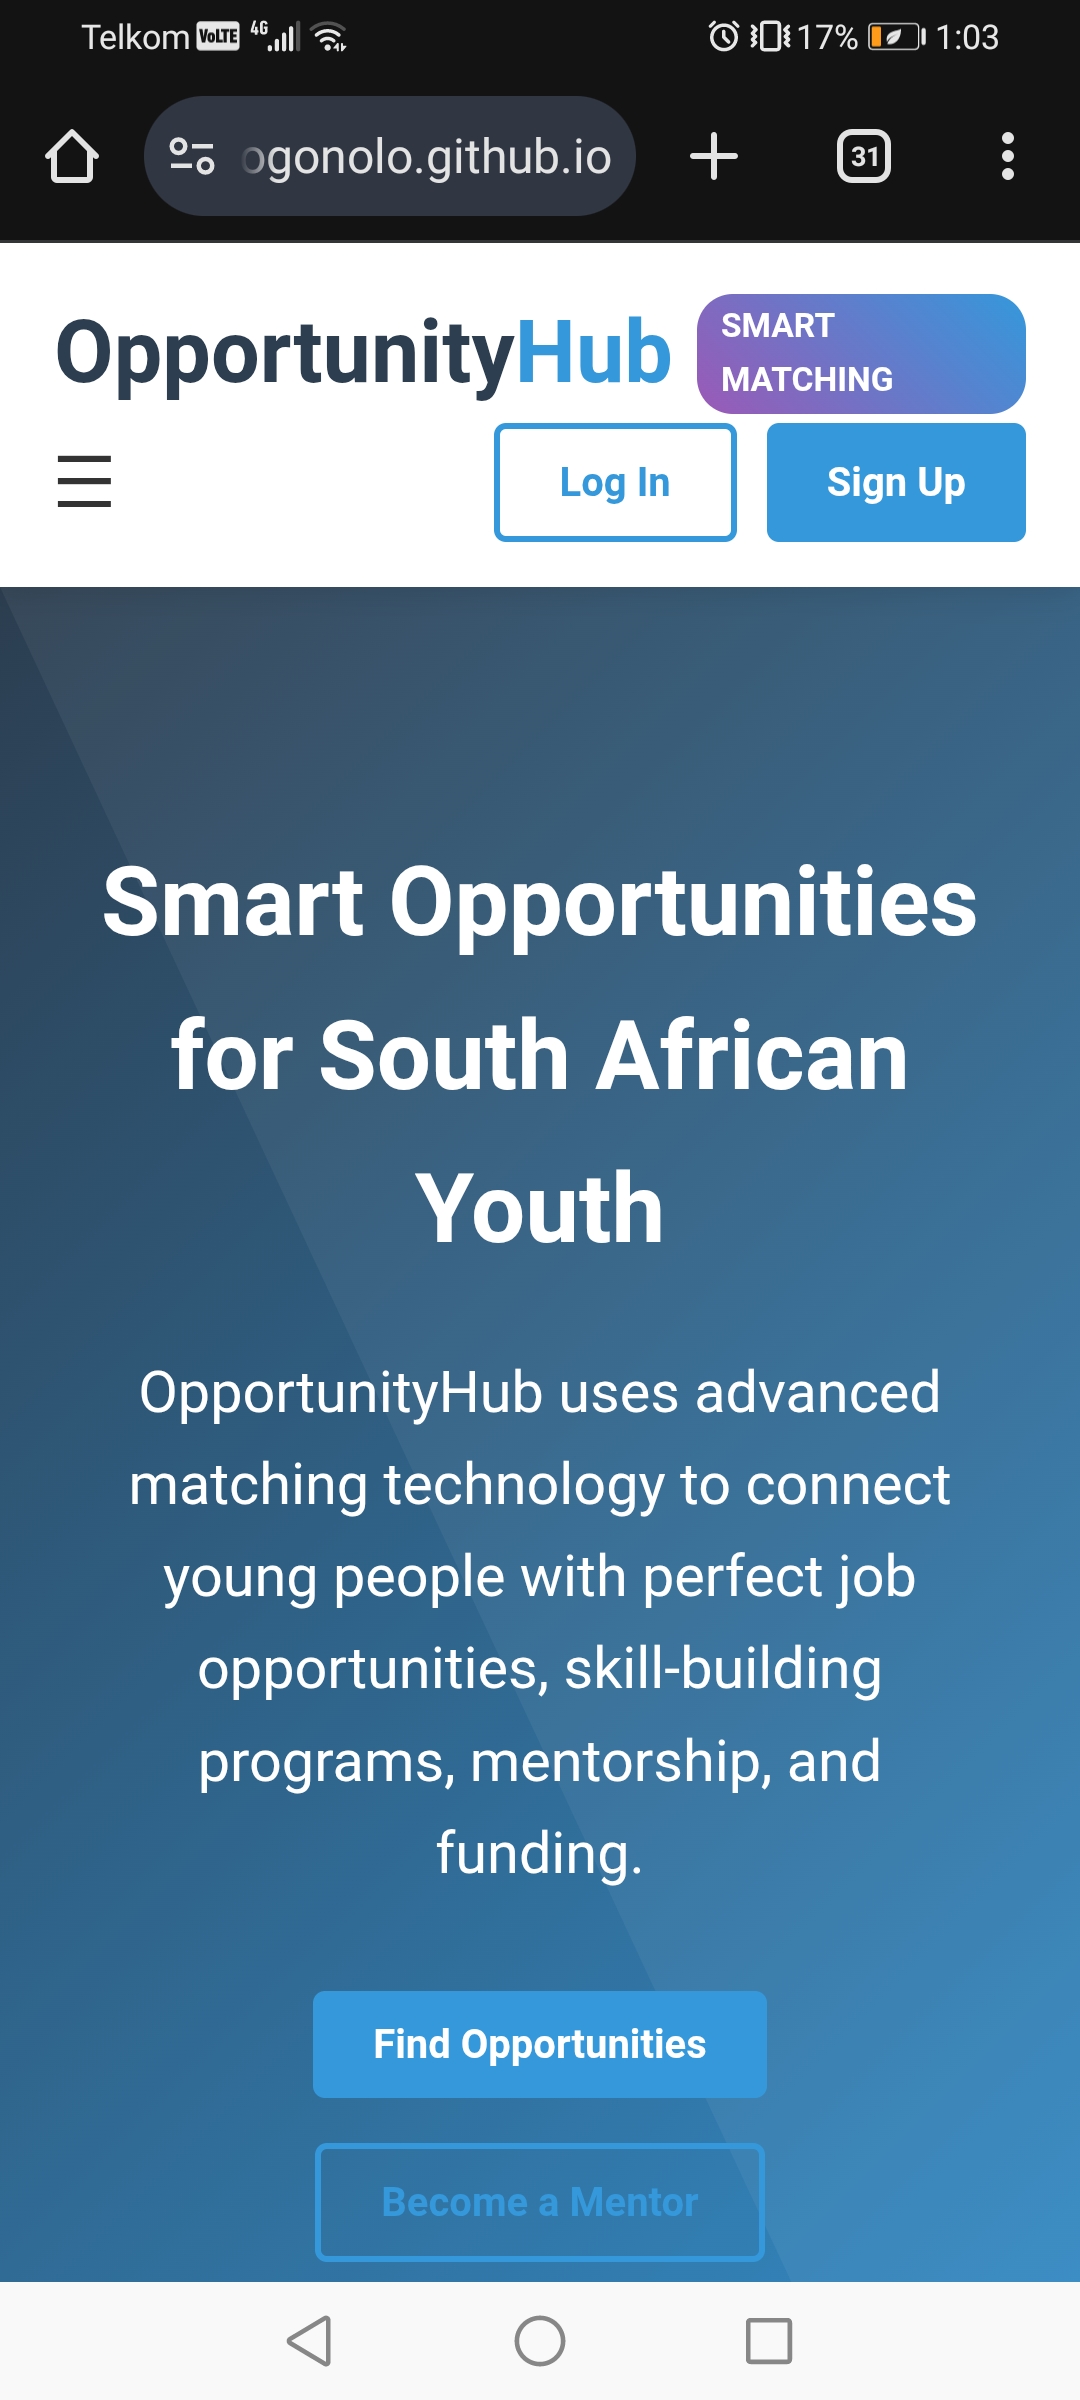 Telkom VoLTE 4G 17% 1:03
ogonolo.github.io 31
OpportunityHub
SMART
MATCHING
Log In Sign Up
Smart Opportunities
for South African
Youth
OpportunityHub uses advanced
matching technology to connect
young people with perfect job
opportunities, skill-building
programs, mentorship, and
funding.
Find Opportunities
Become a Mentor